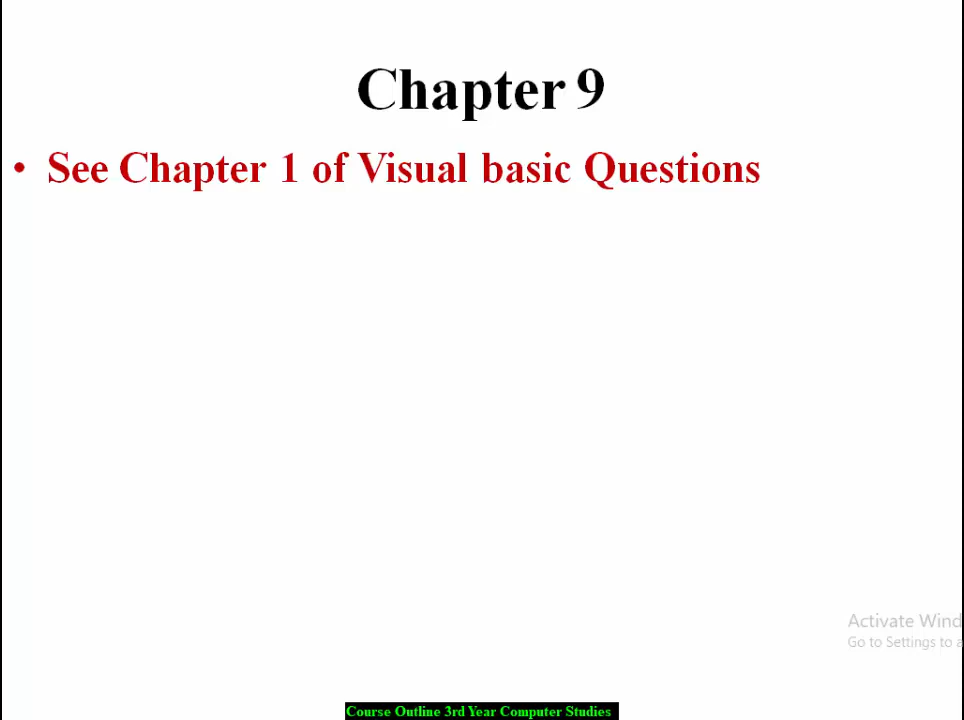 Chapter 9
• See Chapter 1 of Visual basic Questions
Activate Wind
Go to Settings to a
Course Outline 3rd Year Computer Studies